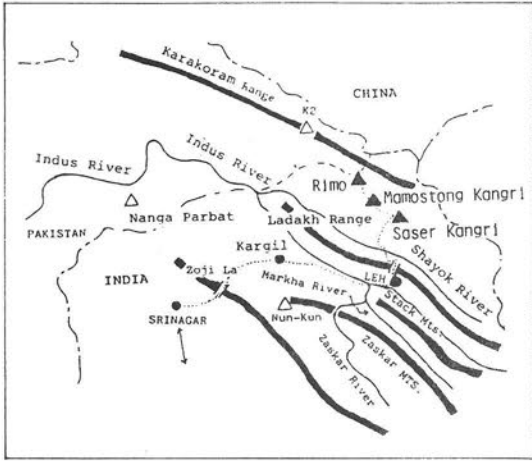 Karakoram Range
CHINA
K2
Indus River
Indus River
Rimo
Mamostong Kangri
Nanga Parbat
Ladakh Range
Saser Kangri
PAKISTAN
Kargil
Shayok River
INDIA
Zoji La
Markha River
LEH
Stack Mts.
SRINAGAR
Nun-Kun
Zaskar River
Zaskar MTS.